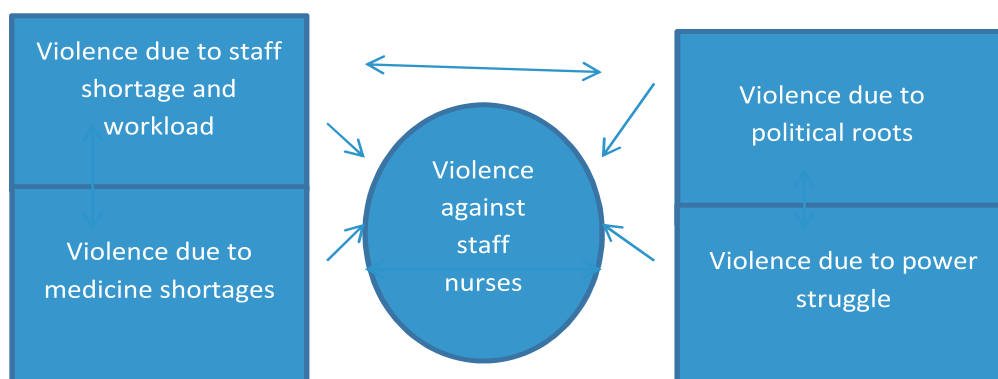 Violence due to staff
shortage and
workload
Violence due to
medicine shortages
Violence
against
staff
nurses
Violence due to
political roots
Violence due to power
struggle